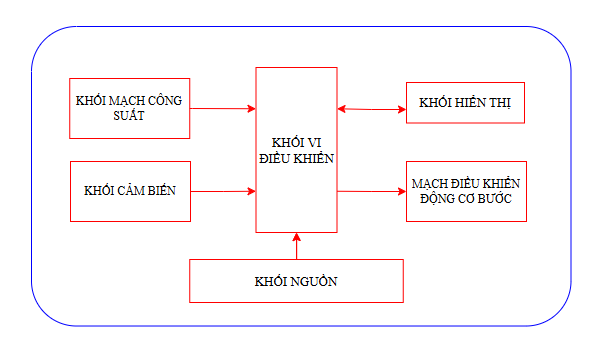 KHỐI MẠCH CÔNG
SUẤT
KHỐI CẢM BIẾN
KHỐI VI
ĐIỀU KHIỂN
KHỐI HIỂN THỊ
MẠCH ĐIỀU KHIỂN
ĐỘNG CƠ BƯỚC
KHỐI NGUỒN